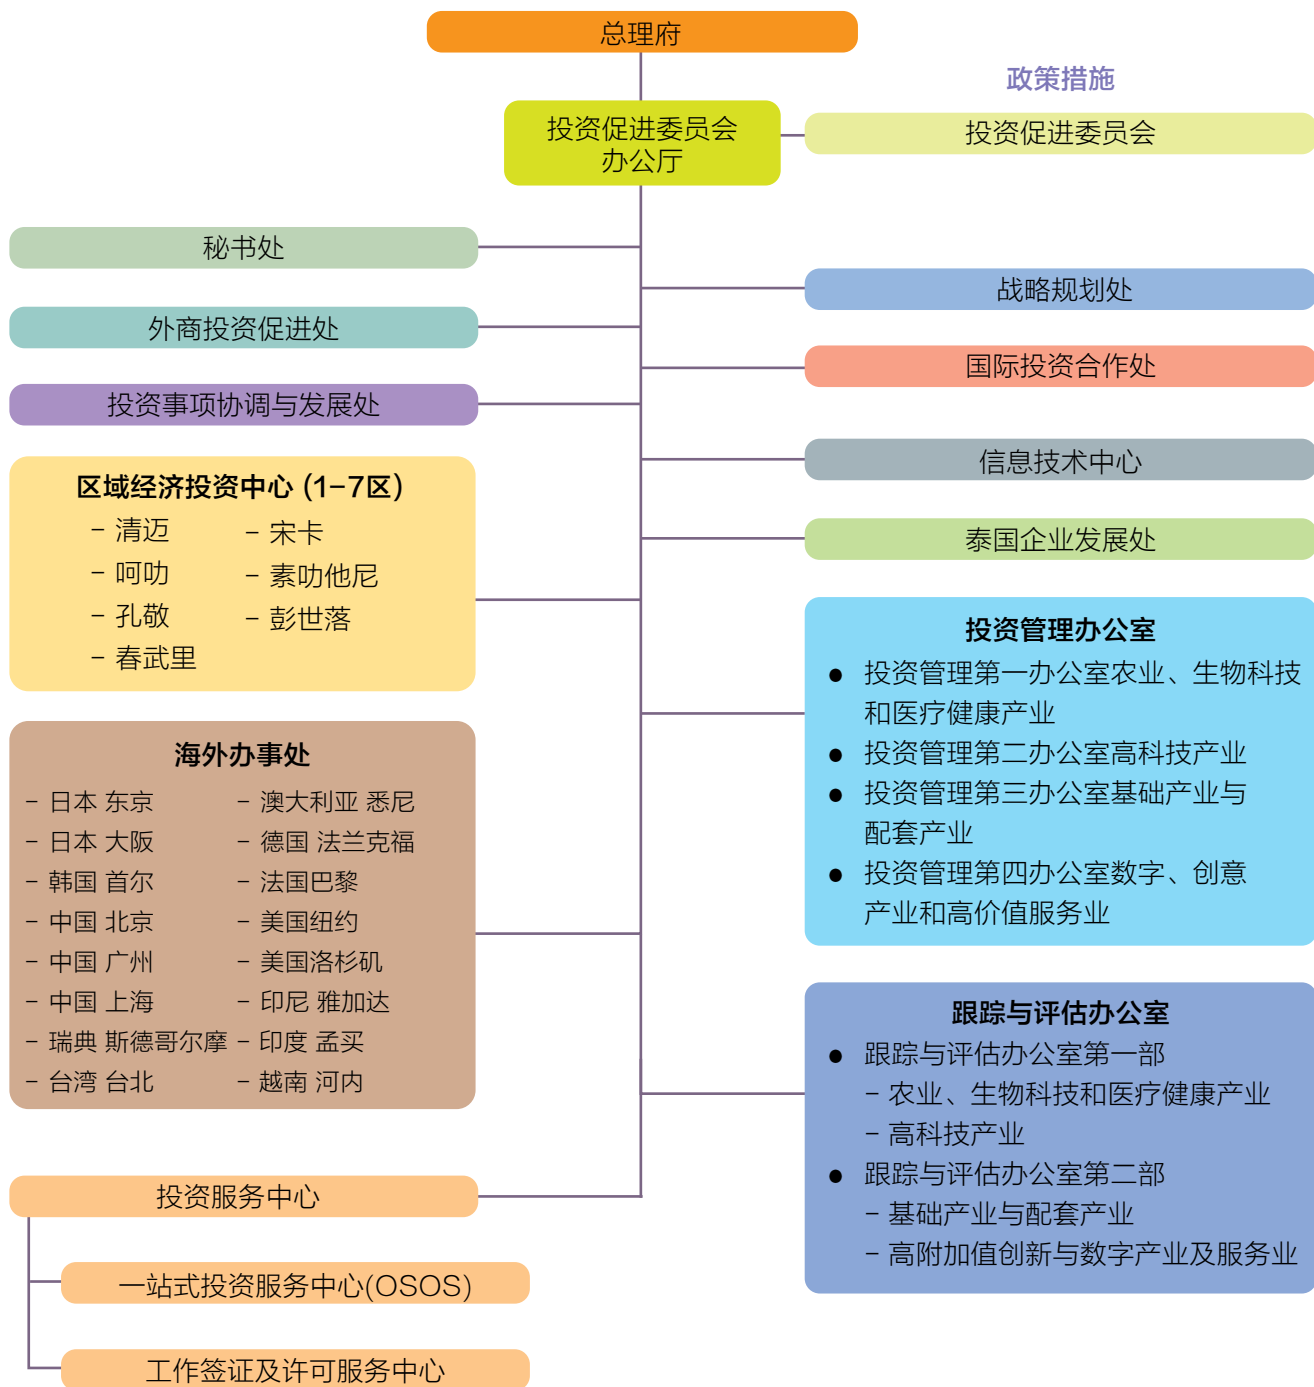 总理府
政策措施
投资促进委员会
办公厅
投资促进委员会
秘书处
外商投资促进处
投资事项协调与发展处
战略规划处
国际投资合作处
信息技术中心
泰国企业发展处
区域经济投资中心 (1-7区)
- 清迈
- 呵叻
- 孔敬
- 春武里
- 宋卡
- 素叻他尼
- 彭世落
海外办事处
- 日本 东京
- 日本 大阪
- 韩国 首尔
- 中国 北京
- 中国 广州
- 中国 上海
- 瑞典 斯德哥尔摩
- 台湾 台北
- 澳大利亚 悉尼
- 德国 法兰克福
- 法国巴黎
- 美国纽约
- 美国洛杉矶
- 印尼 雅加达
- 印度 孟买
- 越南 河内
投资管理办公室
● 投资管理第一办公室农业、生物科技
和医疗健康产业
● 投资管理第二办公室高科技产业
● 投资管理第三办公室基础产业与
配套产业
● 投资管理第四办公室数字、创意
产业和高价值服务业
跟踪与评估办公室
● 跟踪与评估办公室第一部
- 农业、生物科技和医疗健康产业
- 高科技产业
● 跟踪与评估办公室第二部
- 基础产业与配套产业
- 高附加值创新与数字产业及服务业
投资服务中心
一站式投资服务中心(OSOS)
工作签证及许可服务中心